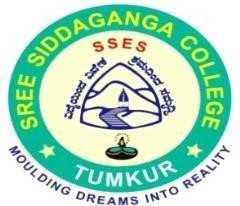 SREE SIDDAGANGA COLLEGE
SSES
TUMKUR
MOULDING DREAMS INTO REALITY